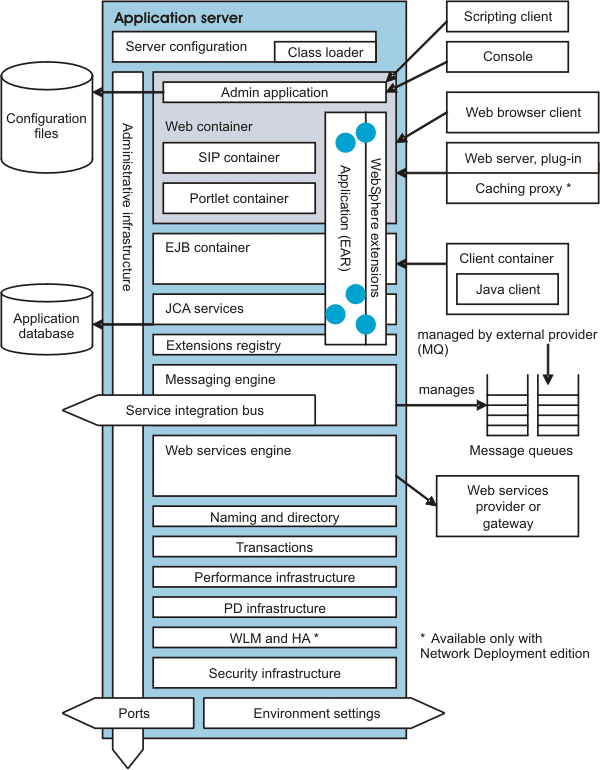 Application server
Server configuration
Class loader
Scripting client
Console
Configuration
files
Admin application
Web container
SIP container
Portlet container
Administrative infrastructure
Application (EAR)
WebSphere extensions
Web browser client
Web server, plug-in
Caching proxy *
EJB container
Client container
Java client
Application
database
JCA services
Extensions registry
managed by external provider
(MQ)
Messaging engine
Service integration bus
manages
Message queues
Web services engine
Web services
provider or
gateway
Naming and directory
Transactions
Performance infrastructure
PD infrastructure
WLM and HA *
* Available only with
Network Deployment edition
Security infrastructure
Ports
Environment settings